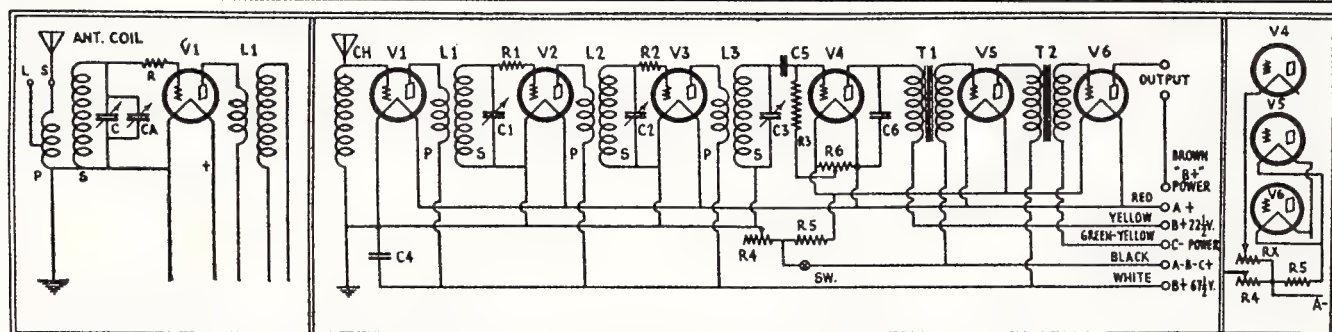 ANT. COIL
V1
L1
L
S
R
C
CA
P
S
+
CH
V1
L1
R1
V2
L2
R2
V3
L3
C5
V4
T1
V5
T2
V6
OUTPUT
C1
C2
C3
R3
C6
P
S
P
S
P
S
R6
BROWN
"B+"
POWER
RED
A+
YELLOW
B+22½V.
GREEN-YELLOW
C- POWER
BLACK
A-B-C+
WHITE
B+67½V.
C4
R4
R5
SW.
V4
V5
V6
RX
R5
R4
A-